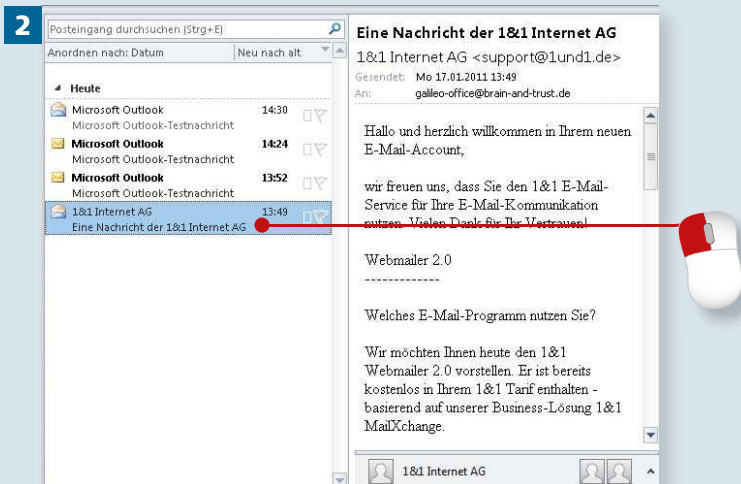 2
Posteingang durchsuchen (Strg+E)
Anordnen nach: Datum Neu nach alt
Heute
Microsoft Outlook 14:30
Microsoft Outlook-Testnachricht
Microsoft Outlook 14:24
Microsoft Outlook-Testnachricht
Microsoft Outlook 13:52
Microsoft Outlook-Testnachricht
1&1 Internet AG 13:49
Eine Nachricht der 1&1 Internet AG
Eine Nachricht der 1&1 Internet AG
1&1 Internet AG <support@1und1.de>
Gesendet: Mo 17.01.2011 13:49
An: galileo-office@brain-and-trust.de
Hallo und herzlich willkommen in Ihrem neuen
E-Mail-Account,
wir freuen uns, dass Sie den 1&1 E-Mail-
Service für Ihre E-Mail-Kommunikation
nutzen. Vielen Dank für Ihr Vertrauen!
Webmailer 2.0
-------------
Welches E-Mail-Programm nutzen Sie?
Wir möchten Ihnen heute den 1&1
Webmailer 2.0 vorstellen. Er ist bereits
kostenlos in Ihrem 1&1 Tarif enthalten -
basierend auf unserer Business-Lösung 1&1
MailXchange.
1&1 Internet AG